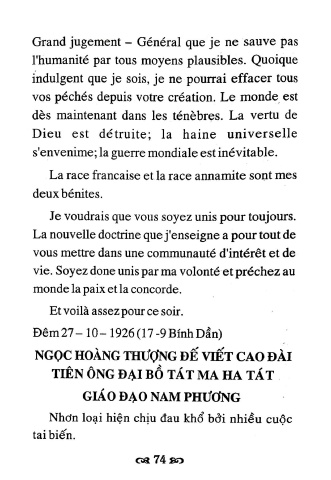 Grand jugement – Général que je ne sauve pas
l'humanité par tous moyens plausibles. Quoique
indulgent que je sois, je ne pourrai effacer tous
vos péchés depuis votre création. Le monde est
dès maintenant dans les ténèbres. La vertu de
Dieu est détruite; la haine universelle
s'envenime; la guerre mondiale est inévitable.
La race francaise et la race annamite sont mes
deux bénites.
Je voudrais que vous soyez unis pour toujours.
La nouvelle doctrine que j'enseigne a pour tout de
vous mettre dans une communauté d'intérêt et de
vie. Soyez done unis par ma volonté et préchez au
monde la paix et la concorde.
Et voilà assez pour ce soir.
Đêm 27 – 10 – 1926 (17 -9 Bính Dần)
NGỌC HOÀNG THƯỢNG ĐẾ VIẾT CAO ĐÀI
TIÊN ÔNG ĐẠI BỒ TÁT MA HA TÁT
GIÁO ĐẠO NAM PHƯƠNG
Nhơn loại hiện chịu đau khổ bởi nhiều cuộc
tai biến.
74